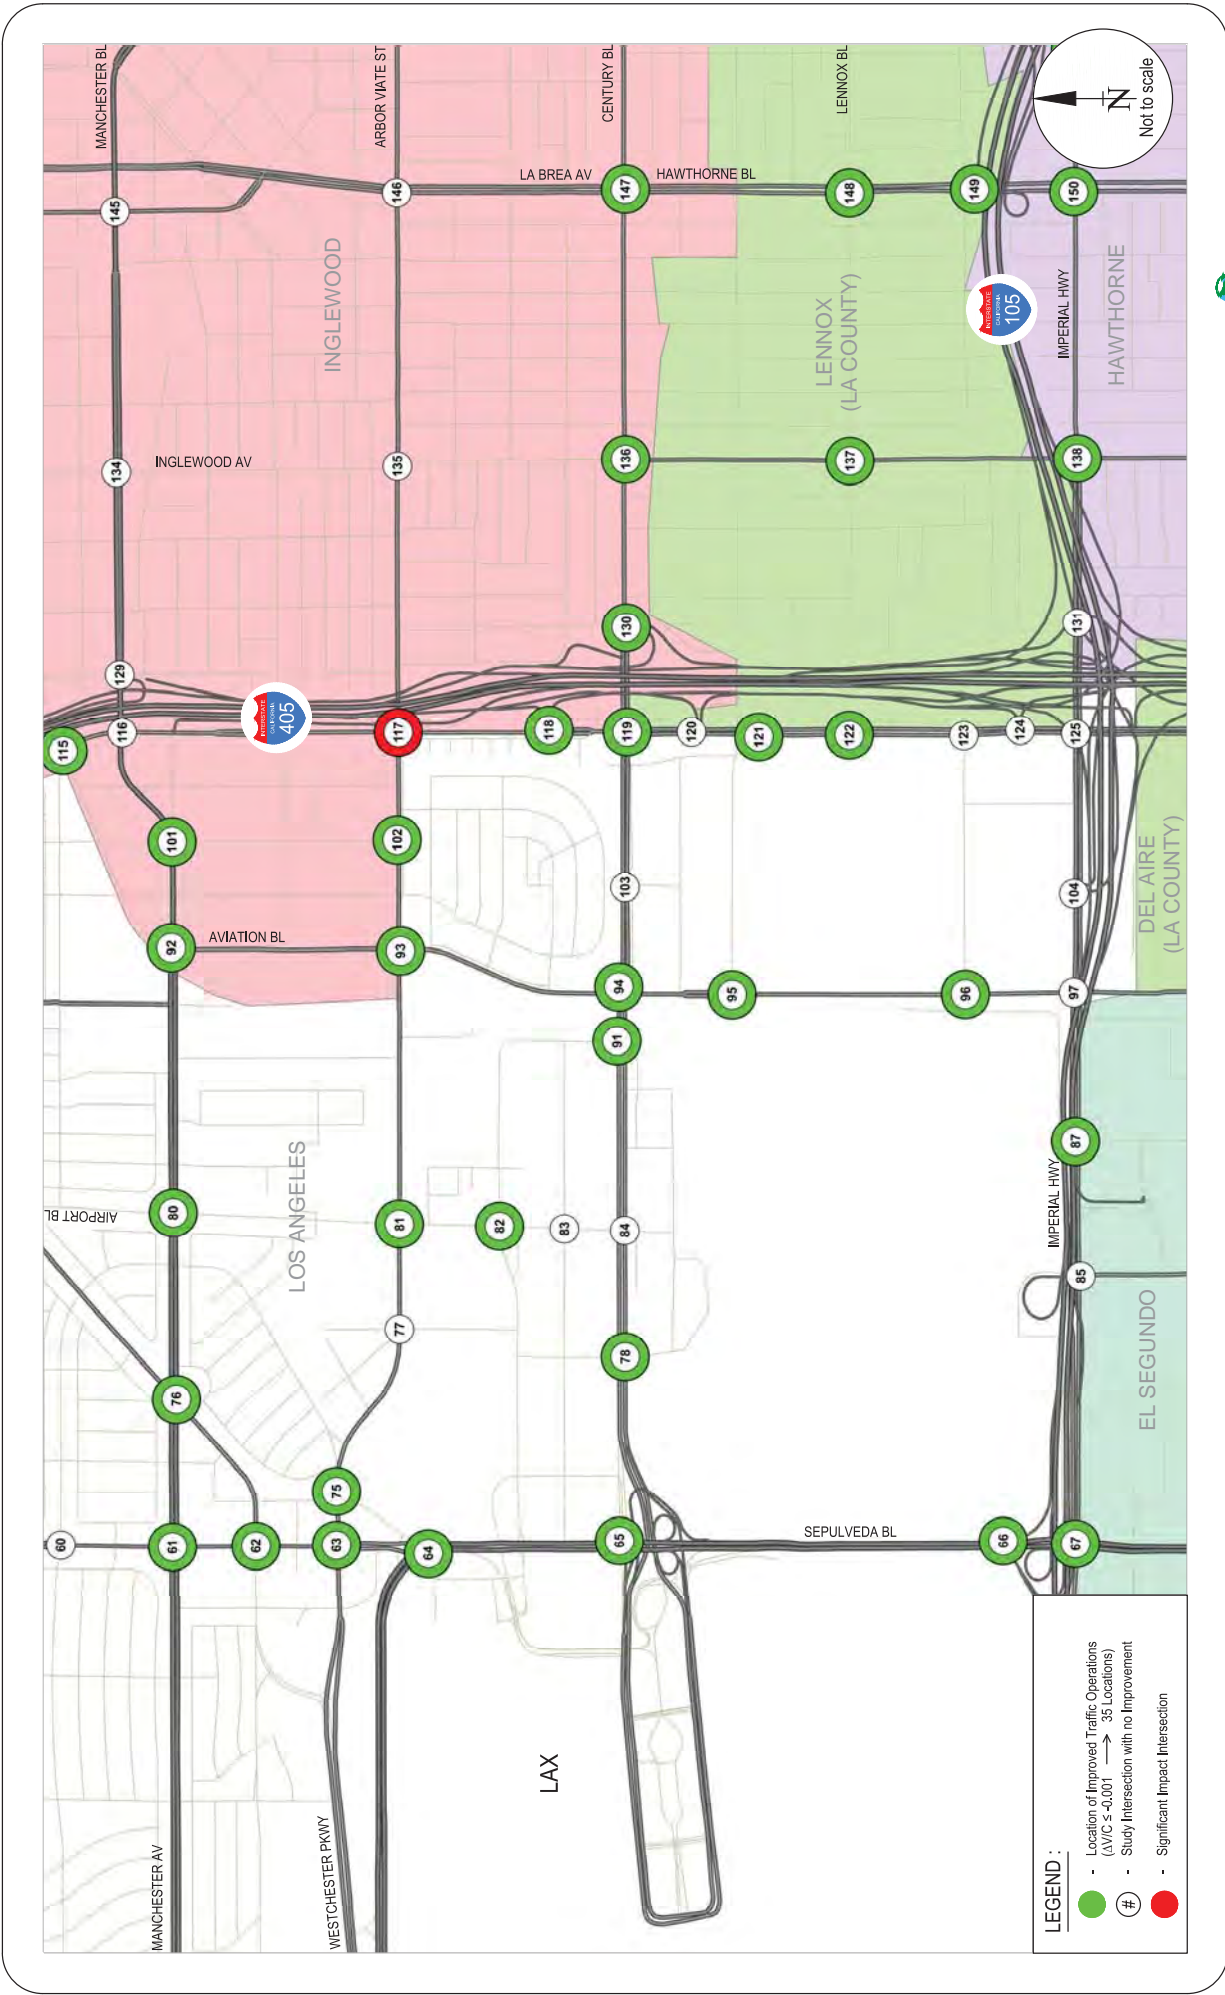 MANCHESTER BL
ARBOR VIATE ST
CENTURY BL
LENNOX BL
N
Not to scale
145
146
LA BREA AV
147
HAWTHORNE BL
148
149
150
INGLEWOOD
LENNOX
(LA COUNTY)
INTERSTATE
CALIFORNIA
105
IMPERIAL HWY
HAWTHORNE
134
INGLEWOOD AV
135
136
137
138
129
130
131
115
116
INTERSTATE
CALIFORNIA
405
117
118
119
120
121
122
123
124
125
101
102
103
104
DEL AIRE
(LA COUNTY)
92
AVIATION BL
93
94
95
96
97
91
AIRPORT BL
80
LOS ANGELES
81
82
83
84
IMPERIAL HWY
87
85
EL SEGUNDO
76
77
78
75
60
61
62
63
64
65
SEPULVEDA BL
66
67
LAX
MANCHESTER AV
WESTCHESTER PKWY
LEGEND :
- Location of Improved Traffic Operations
(ΔV/C ≤ -0.001 → 35 Locations)
# - Study Intersection with no Improvement
- Significant Impact Intersection